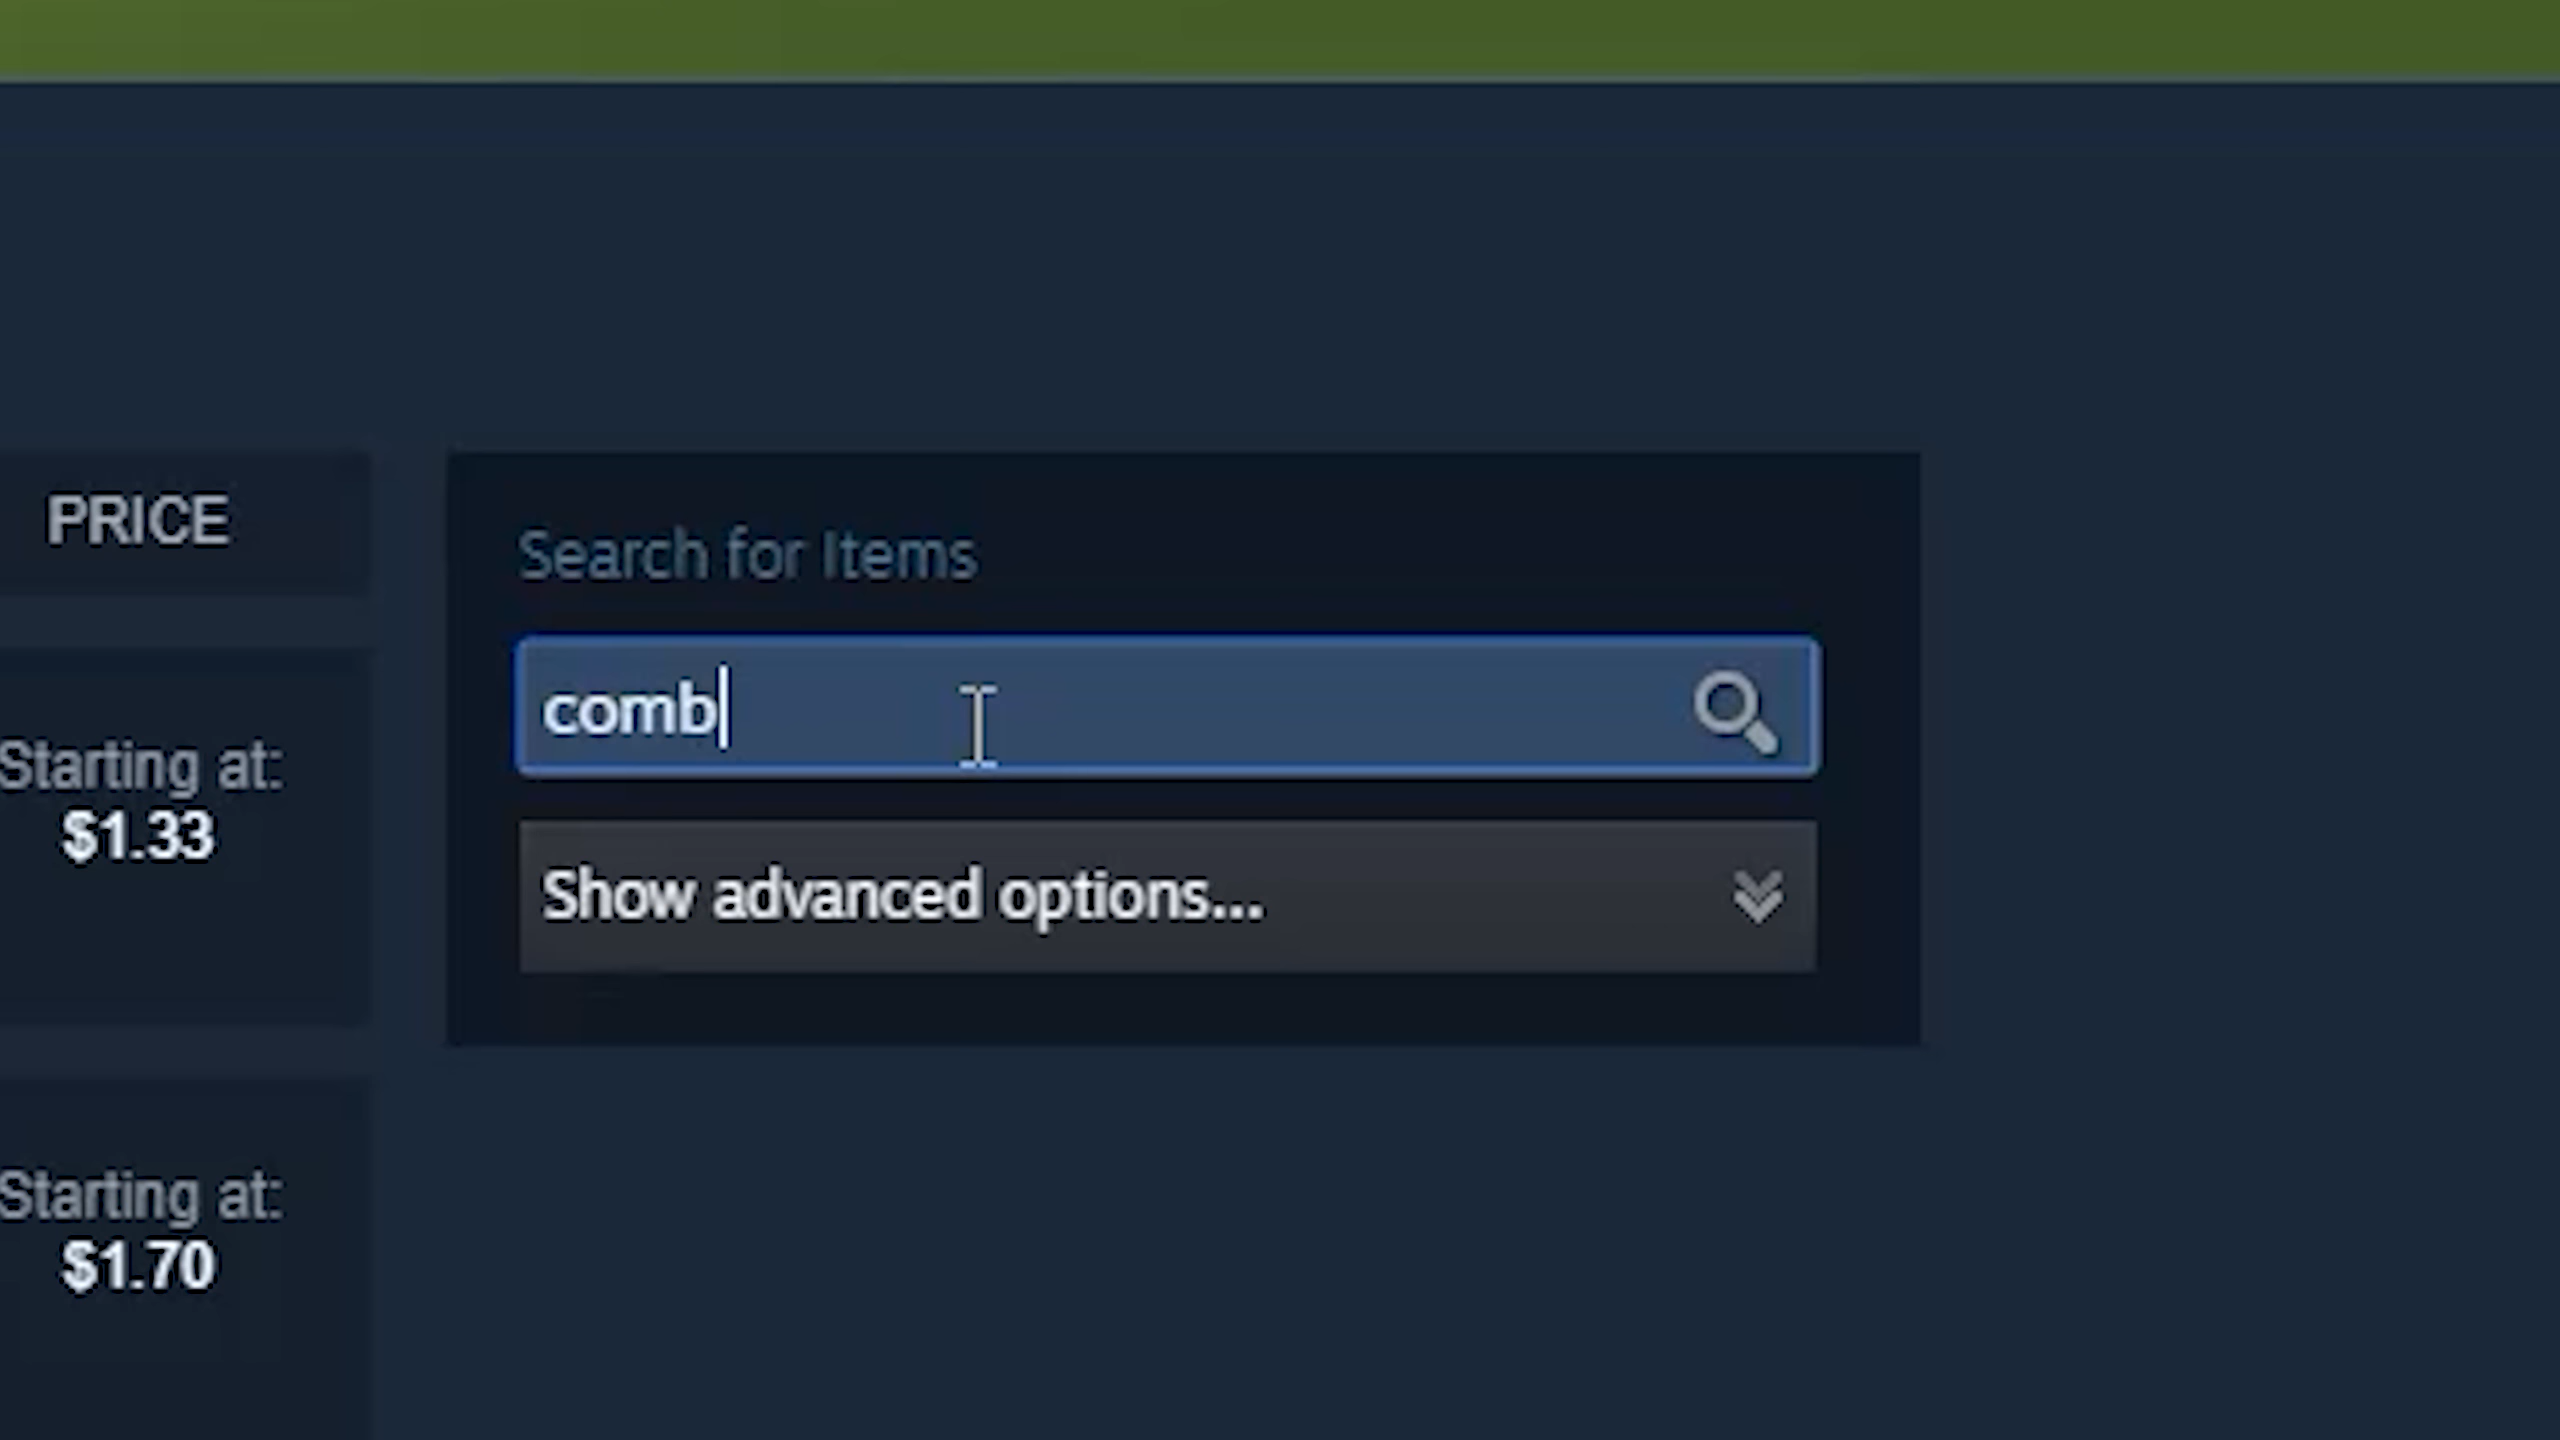 PRICE
Search for Items
comb
Starting at:
$1.33
Show advanced options...
Starting at:
$1.70